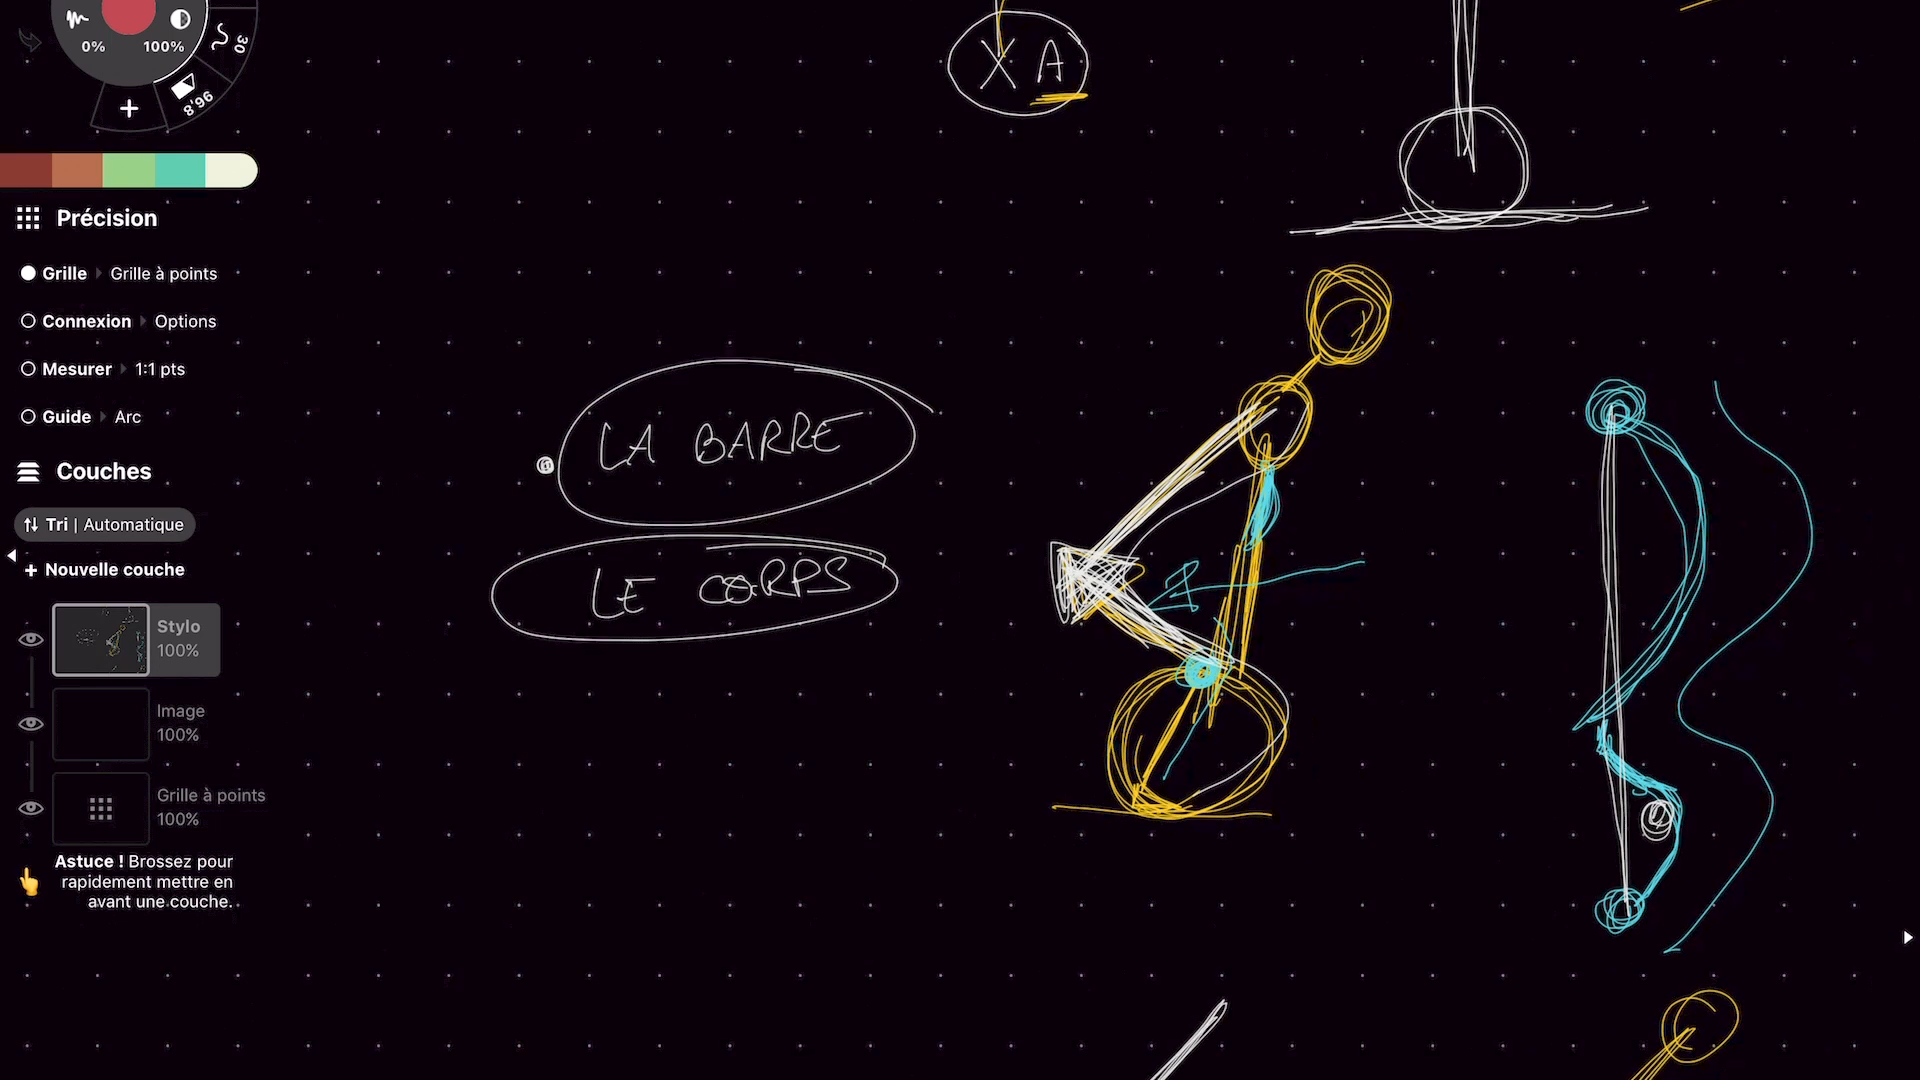 0%
100%
30
8,96
+
X A
Précision
Grille Grille à points
Connexion Options
Mesurer 1:1 pts
Guide Arc
Couches
Tri | Automatique
+ Nouvelle couche
Stylo
100%
Image
100%
Grille à points
100%
Astuce ! Brossez pour
rapidement mettre en
avant une couche.
LA BARRE
LE CORPS